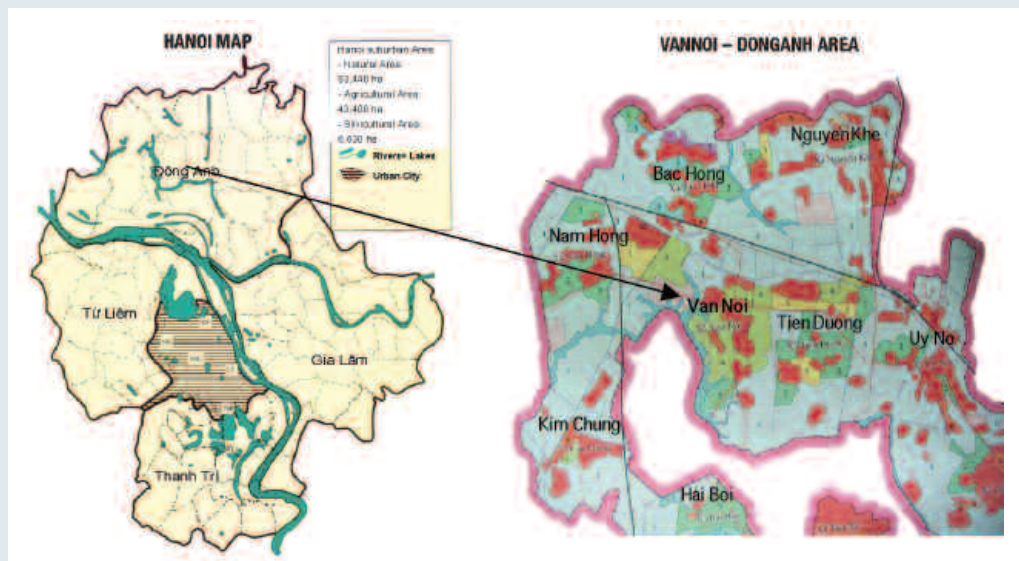 HANOI MAP
Hanoi suburban Area
- Natural Area:
- Agricultural Area:
- Silvicultural Area:
Rivers+ Lakes
Urban City
Đông Anh
Từ Liêm
Gia Lâm
Thanh Trì
VANNOI – DONGANH AREA
Nguyen Khe
Bac Hong
Nam Hong
Van Noi
Tien Duong
Uy No
Kim Chung
Hai Boi